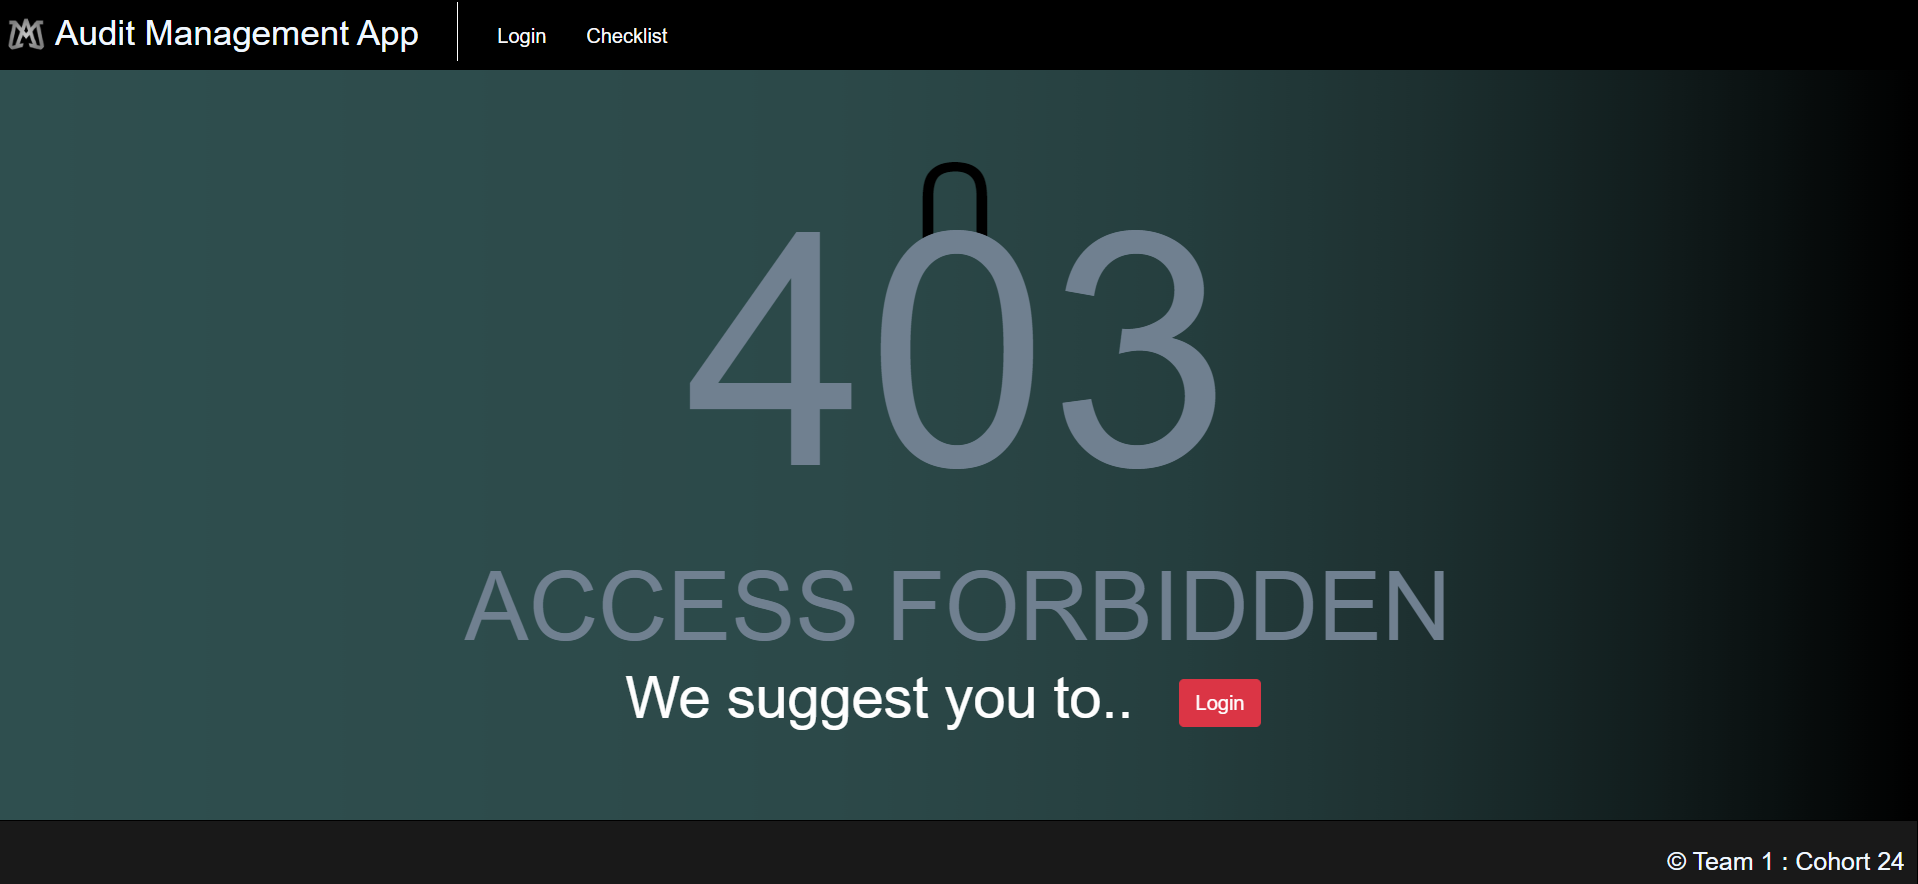 Audit Management App Login Checklist
403
ACCESS FORBIDDEN
We suggest you to.. Login
© Team 1 : Cohort 24